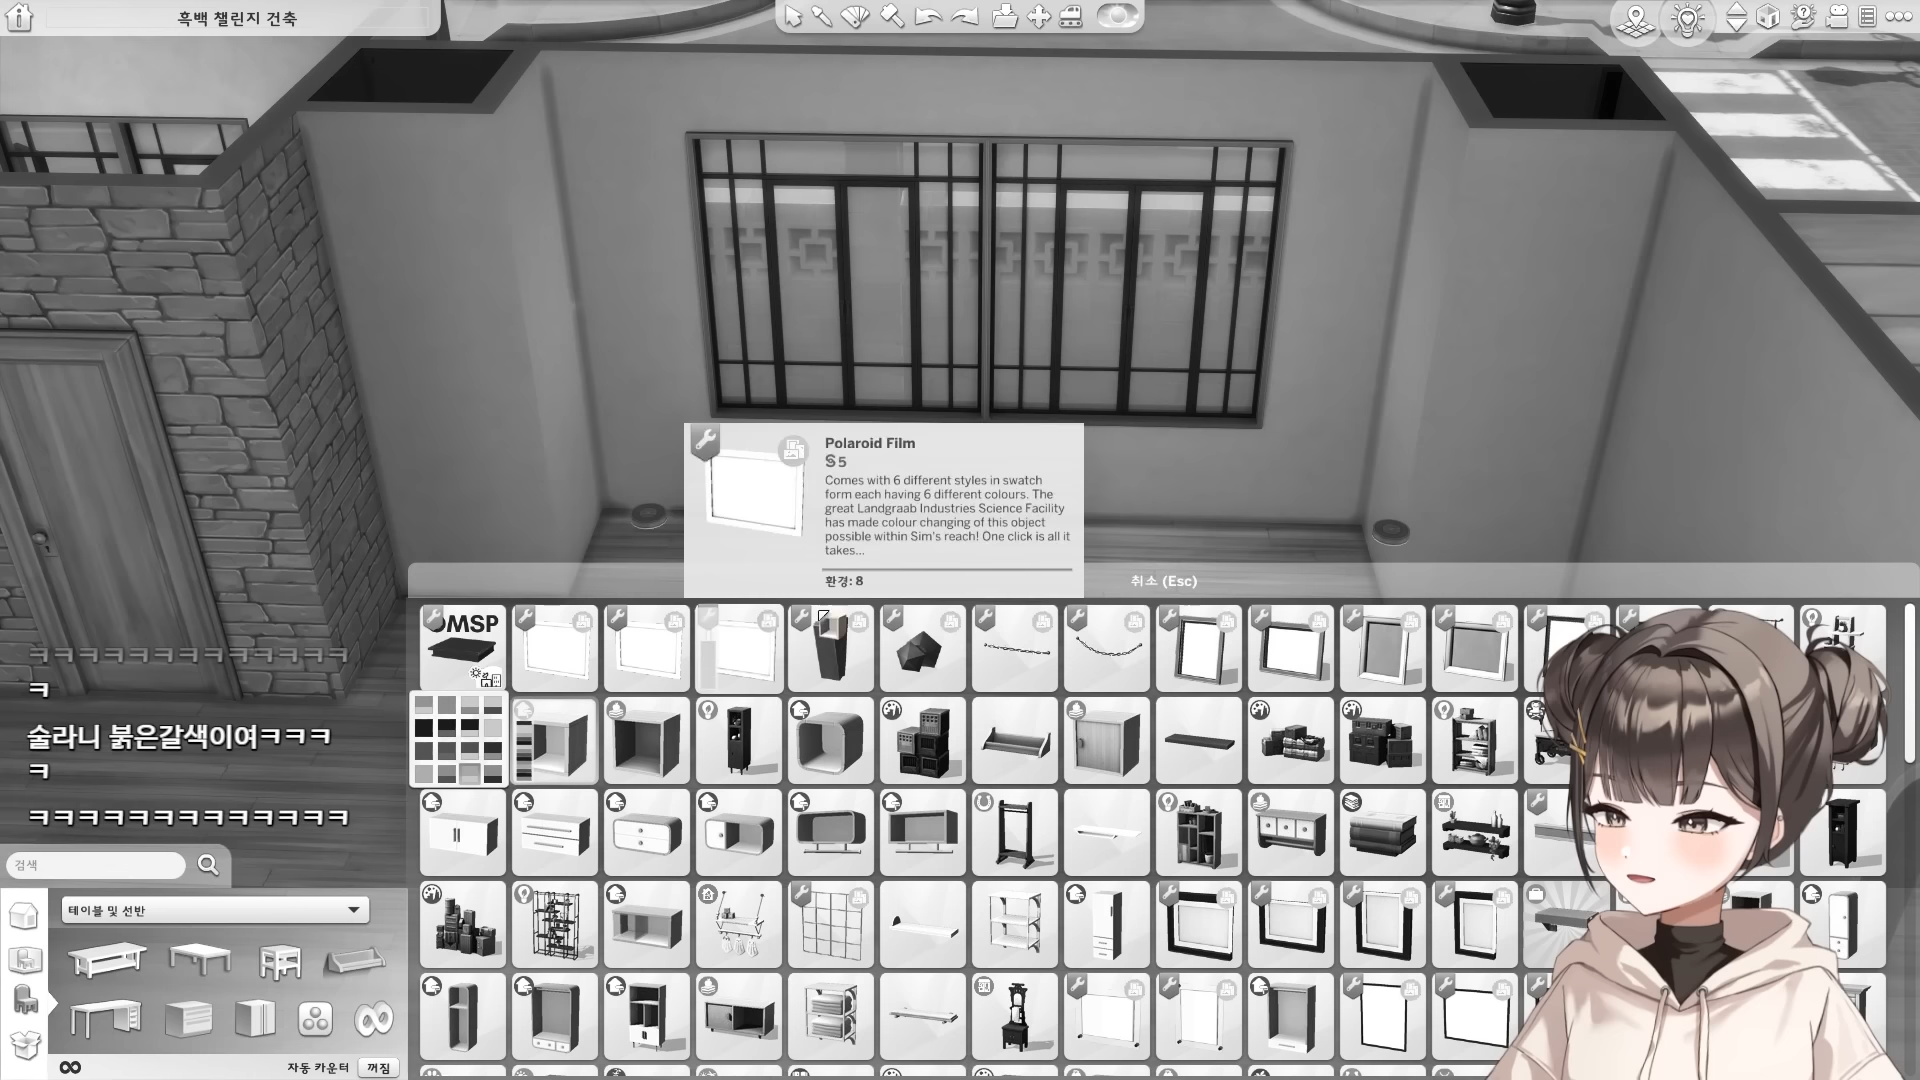 흑백 챌린지 건축
Polaroid Film
§5
Comes with 6 different styles in swatch
form each having 6 different colours. The
great Landgraab Industries Science Facility
has made colour changing of this object
possible within Sim's reach! One click is all it
takes...
환경: 8
취소 (Esc)
OMSP
ㅋㅋㅋㅋㅋㅋㅋㅋㅋㅋㅋㅋㅋ
ㅋ
술라니 붉은갈색이여ㅋㅋㅋ
ㅋ
ㅋㅋㅋㅋㅋㅋㅋㅋㅋㅋㅋㅋㅋ
검색
테이블 및 선반
자동 카운터
꺼짐